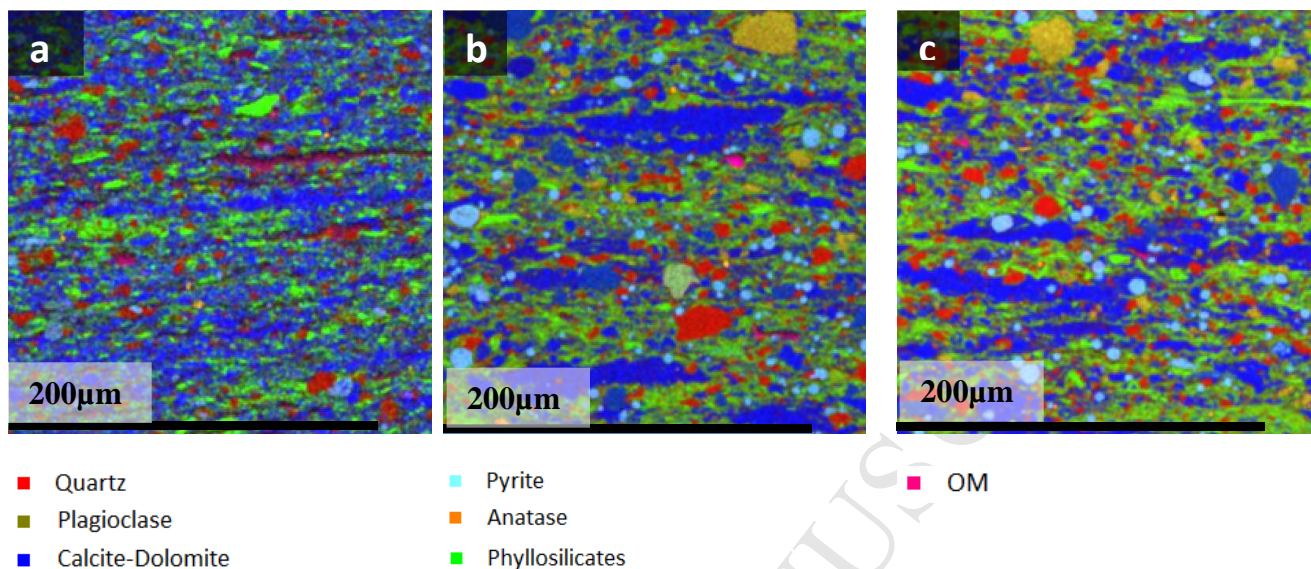 a b c
200µm 200µm 200µm
Quartz Pyrite OM
Plagioclase Anatase
Calcite-Dolomite Phyllosilicates